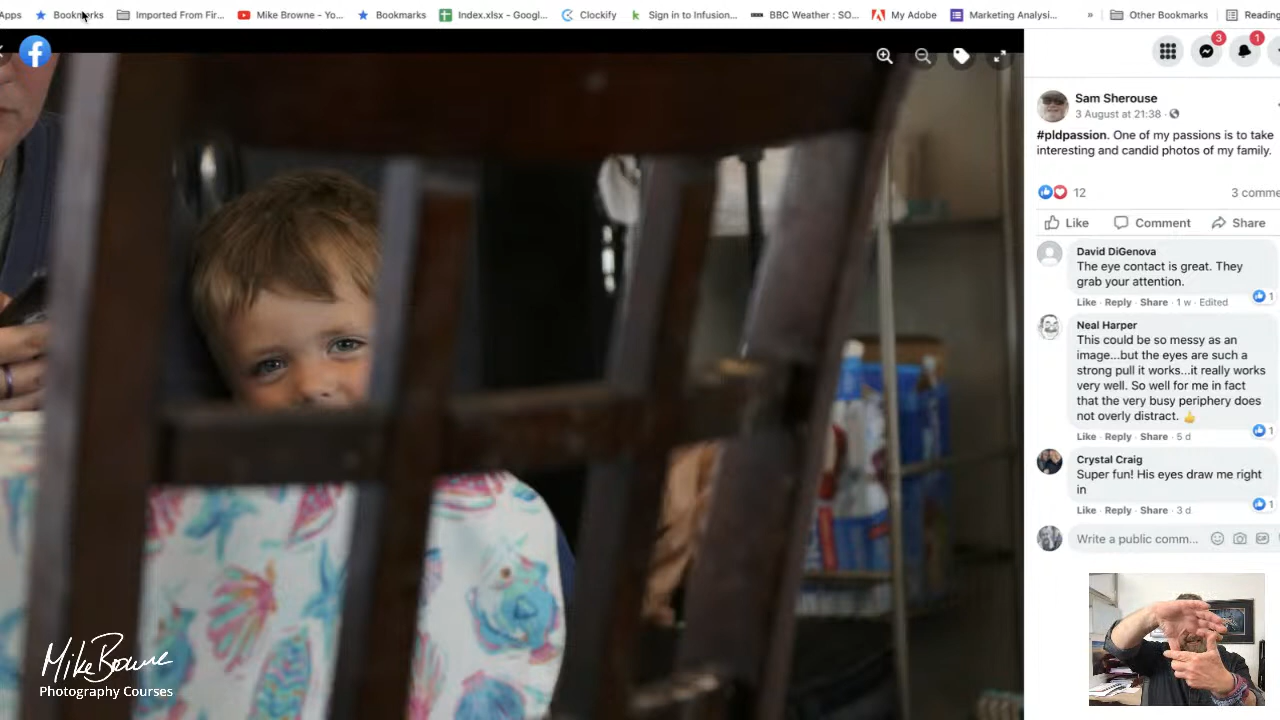 Apps Bookmarks Imported From Fir... Mike Browne - Yo... Bookmarks Index.xlsx - Googl... Clockify Sign in to Infusion... BBC Weather : SO... My Adobe Marketing Analysi... » Other Bookmarks Reading
3 1
Sam Sherouse
3 August at 21:38 ·
#pldpassion. One of my passions is to take
interesting and candid photos of my family.
12 3 comme
Like Comment Share
David DiGenova
The eye contact is great. They
grab your attention.
Like · Reply · Share · 1 w · Edited 1
Neal Harper
This could be so messy as an
image...but the eyes are such a
strong pull it works...it really works
very well. So well for me in fact
that the very busy periphery does
not overly distract. 👍
Like · Reply · Share · 5 d 1
Crystal Craig
Super fun! His eyes draw me right
in
Like · Reply · Share · 3 d 1
Write a public comm... GIF
Mike Browne
Photography Courses